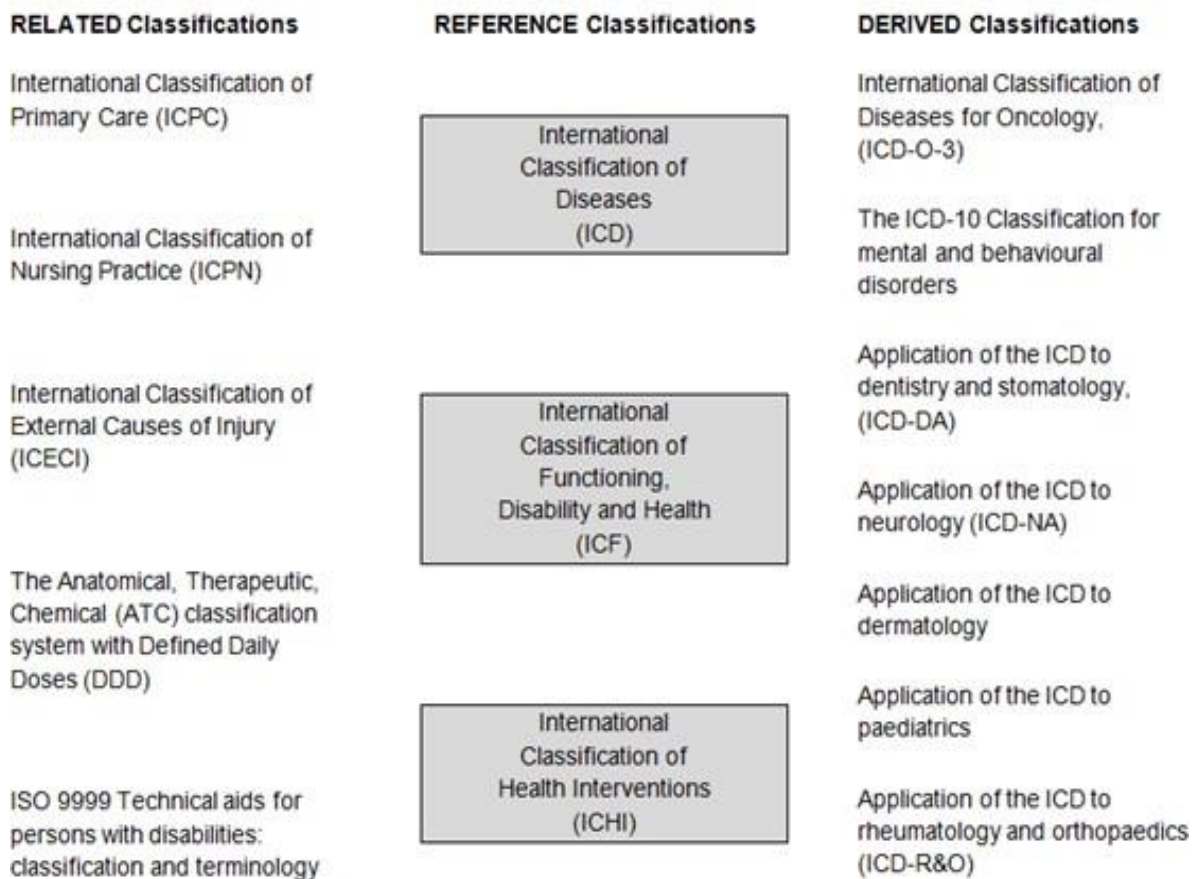 RELATED Classifications
International Classification of
Primary Care (ICPC)
International Classification of
Nursing Practice (ICPN)
International Classification of
External Causes of Injury
(ICECI)
The Anatomical, Therapeutic,
Chemical (ATC) classification
system with Defined Daily
Doses (DDD)
ISO 9999 Technical aids for
persons with disabilities:
classification and terminology
REFERENCE Classifications
International
Classification of
Diseases
(ICD)
International
Classification of
Functioning,
Disability and Health
(ICF)
International
Classification of
Health Interventions
(ICHI)
DERIVED Classifications
International Classification of
Diseases for Oncology,
(ICD-O-3)
The ICD-10 Classification for
mental and behavioural
disorders
Application of the ICD to
dentistry and stomatology,
(ICD-DA)
Application of the ICD to
neurology (ICD-NA)
Application of the ICD to
dermatology
Application of the ICD to
paediatrics
Application of the ICD to
rheumatology and orthopaedics
(ICD-R&O)